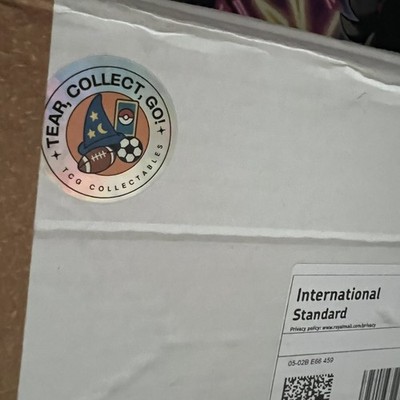 TEAR, COLLECT, GO!
TCG COLLECTABLES
International
Standard
Privacy policy: www.royalmail.com/privacy
05-02B E66 459